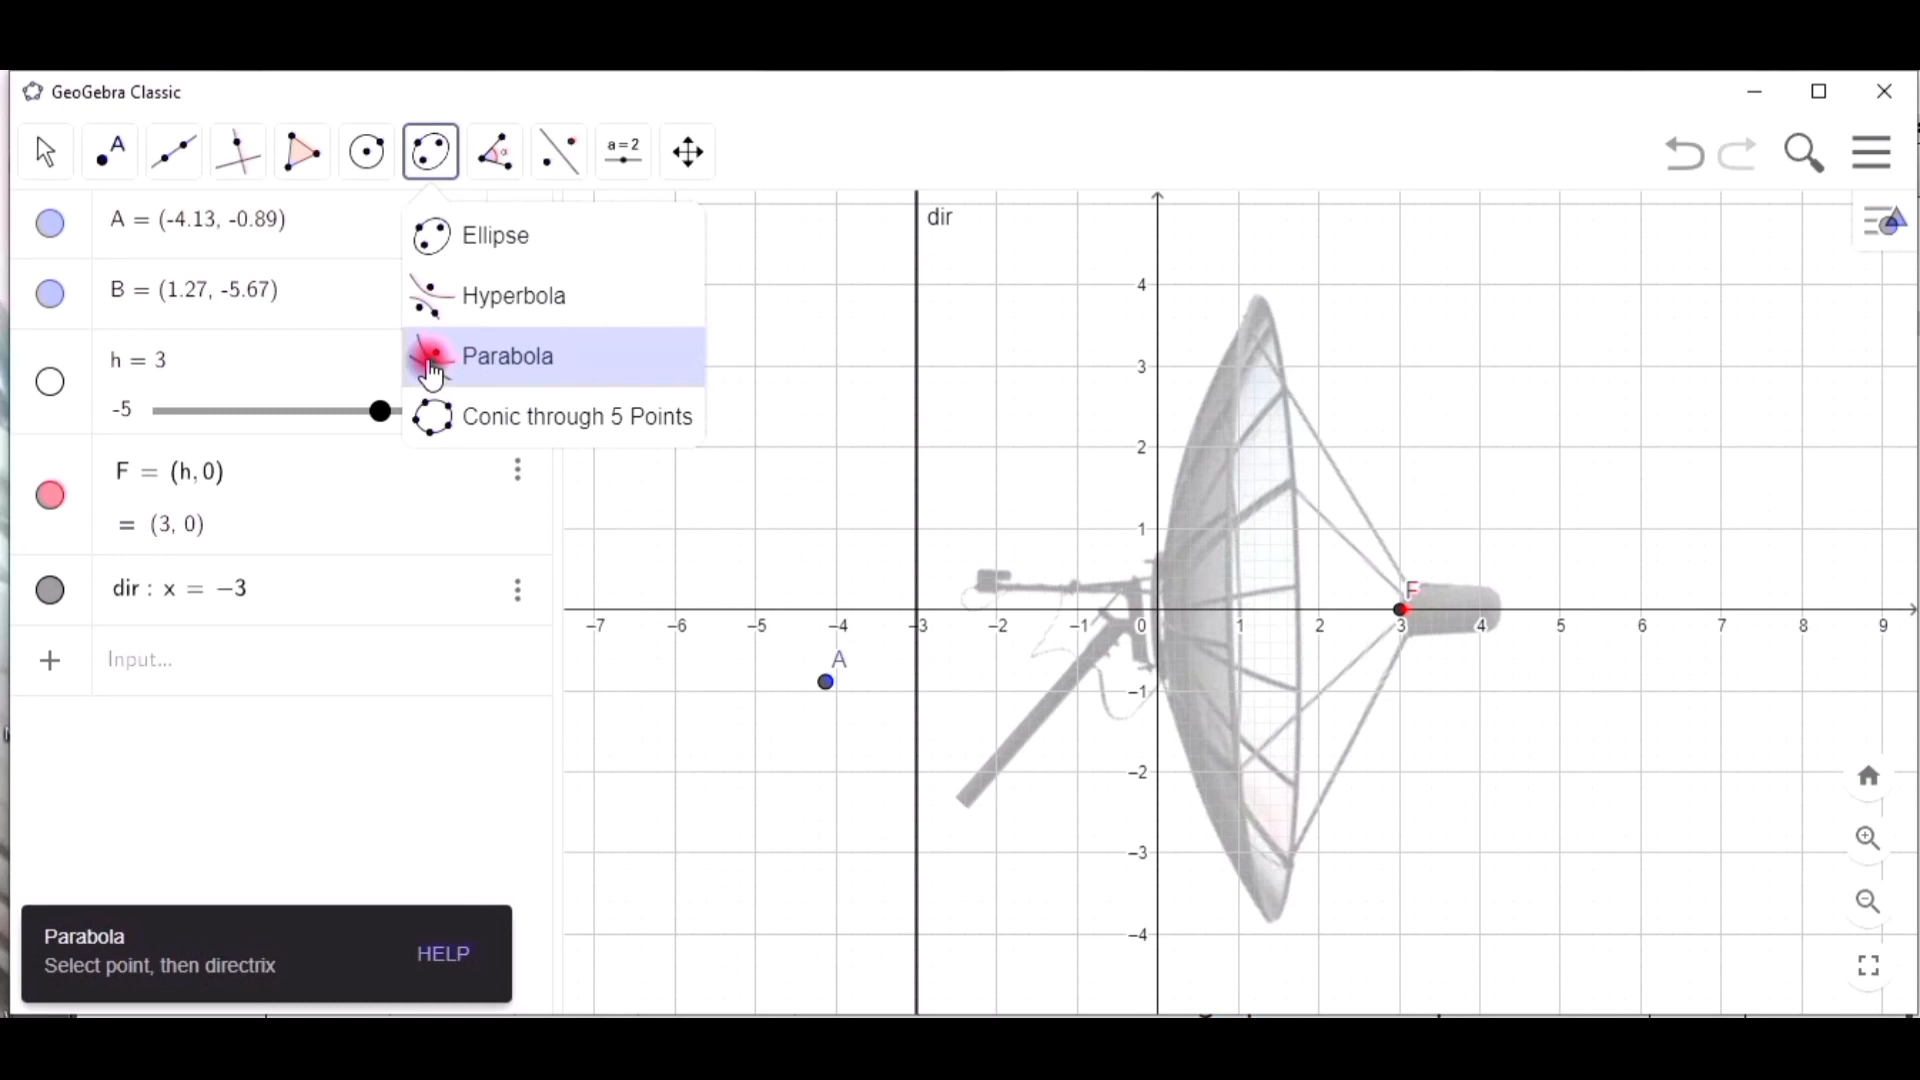 GeoGebra Classic
A
a = 2
A = (-4.13, -0.89)
B = (1.27, -5.67)
h = 3
-5
F = (h, 0)
= (3, 0)
dir : x = −3
Input...
Ellipse
Hyperbola
Parabola
Conic through 5 Points
dir
4
3
2
1
F
−7 −6 −5 −4 −3 −2 −1 0 1 2 3 4 5 6 7 8 9
A
−1
−2
−3
−4
Parabola
Select point, then directrix
HELP